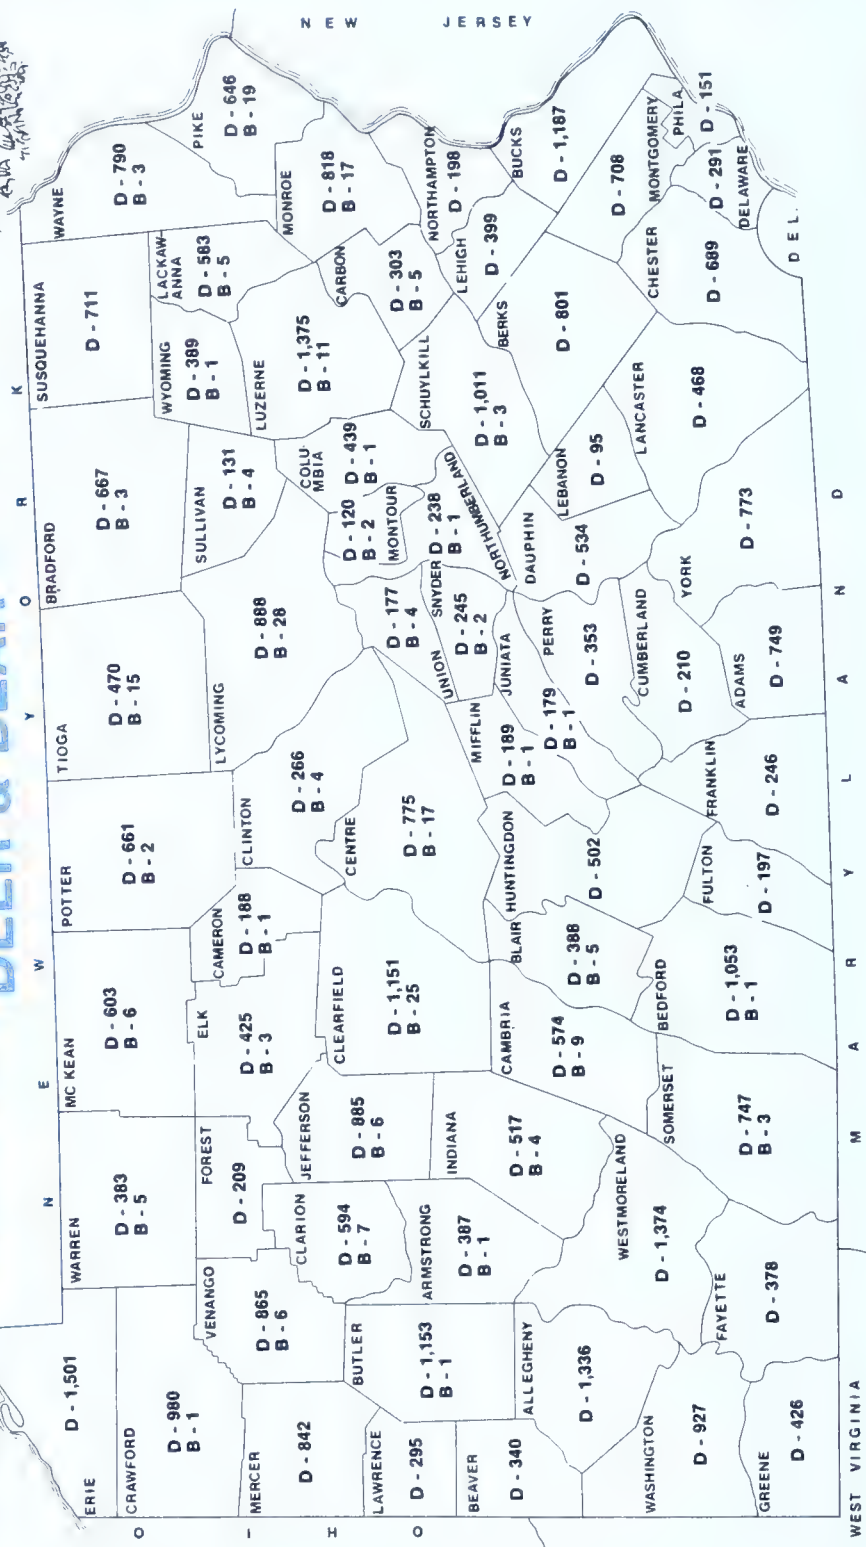 NEW YORK
NEW JERSEY
OHIO
MARYLAND
WEST VIRGINIA
DEL.
ERIE
D - 1,501
CRAWFORD
D - 980
B - 1
MERCER
D - 842
LAWRENCE
D - 295
BEAVER
D - 340
WASHINGTON
D - 927
GREENE
D - 426
WARREN
D - 383
B - 5
VENANGO
D - 865
B - 6
BUTLER
D - 1,153
B - 1
ALLEGHENY
D - 1,336
FAYETTE
D - 378
FOREST
D - 209
CLARION
D - 594
B - 7
ARMSTRONG
D - 387
B - 1
WESTMORELAND
D - 1,374
MC KEAN
D - 603
B - 6
ELK
D - 425
B - 3
JEFFERSON
D - 885
B - 6
INDIANA
D - 517
B - 4
SOMERSET
D - 747
B - 3
CAMERON
D - 188
B - 1
CLEARFIELD
D - 1,151
B - 25
CAMBRIA
D - 574
B - 9
BLAIR
D - 388
B - 5
BEDFORD
D - 1,053
B - 1
POTTER
D - 661
B - 2
CLINTON
D - 266
B - 4
CENTRE
D - 775
B - 17
HUNTINGDON
D - 502
FULTON
D - 197
FRANKLIN
D - 246
TIOGA
D - 470
B - 15
LYCOMING
D - 888
B - 28
UNION
D - 177
B - 4
SNYDER
D - 245
B - 2
MIFFLIN
D - 189
B - 1
JUNIATA
D - 179
B - 1
PERRY
D - 353
CUMBERLAND
D - 210
ADAMS
D - 749
YORK
D - 773
BRADFORD
D - 667
B - 3
SULLIVAN
D - 131
B - 4
COLU-
MBIA
D - 439
B - 1
MONTOUR
D - 120
B - 2
NORTHUMBERLAND
D - 238
B - 1
DAUPHIN
D - 534
LEBANON
D - 95
LANCASTER
D - 468
SUSQUEHANNA
D - 711
WYOMING
D - 389
B - 1
LACKAW-
ANNA
D - 583
B - 5
LUZERNE
D - 1,375
B - 11
SCHUYLKILL
D - 1,011
B - 3
BERKS
D - 801
CHESTER
D - 689
WAYNE
D - 790
B - 3
PIKE
D - 646
B - 19
MONROE
D - 818
B - 17
CARBON
D - 303
B - 5
NORTHAMPTON
D - 198
LEHIGH
D - 399
BUCKS
D - 1,187
MONTGOMERY
D - 708
PHILA
D - 151
DELAWARE
D - 291